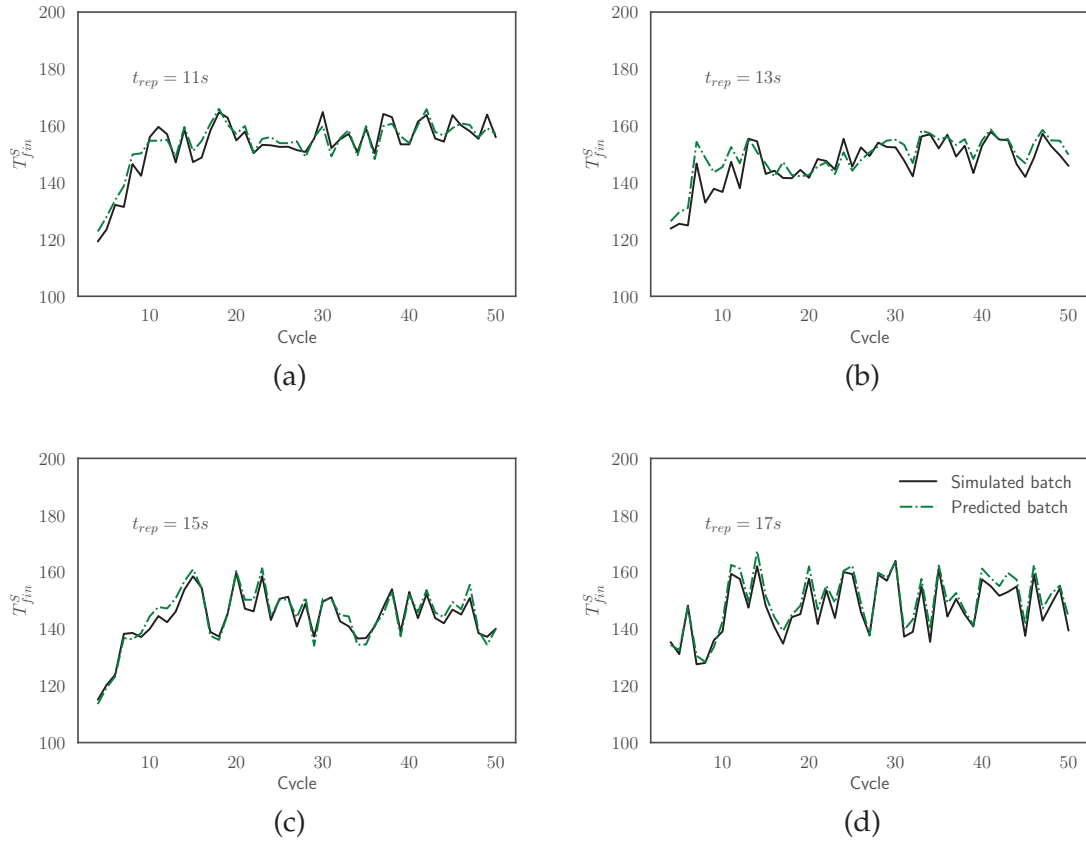 200
180
160
140
120
100
T^S_fin
t_rep = 11s
10 20 30 40 50
Cycle
(a)
200
180
160
140
120
100
T^S_fin
t_rep = 13s
10 20 30 40 50
Cycle
(b)
200
180
160
140
120
100
T^S_fin
t_rep = 15s
10 20 30 40 50
Cycle
(c)
200
180
160
140
120
100
T^S_fin
t_rep = 17s
Simulated batch
Predicted batch
10 20 30 40 50
Cycle
(d)